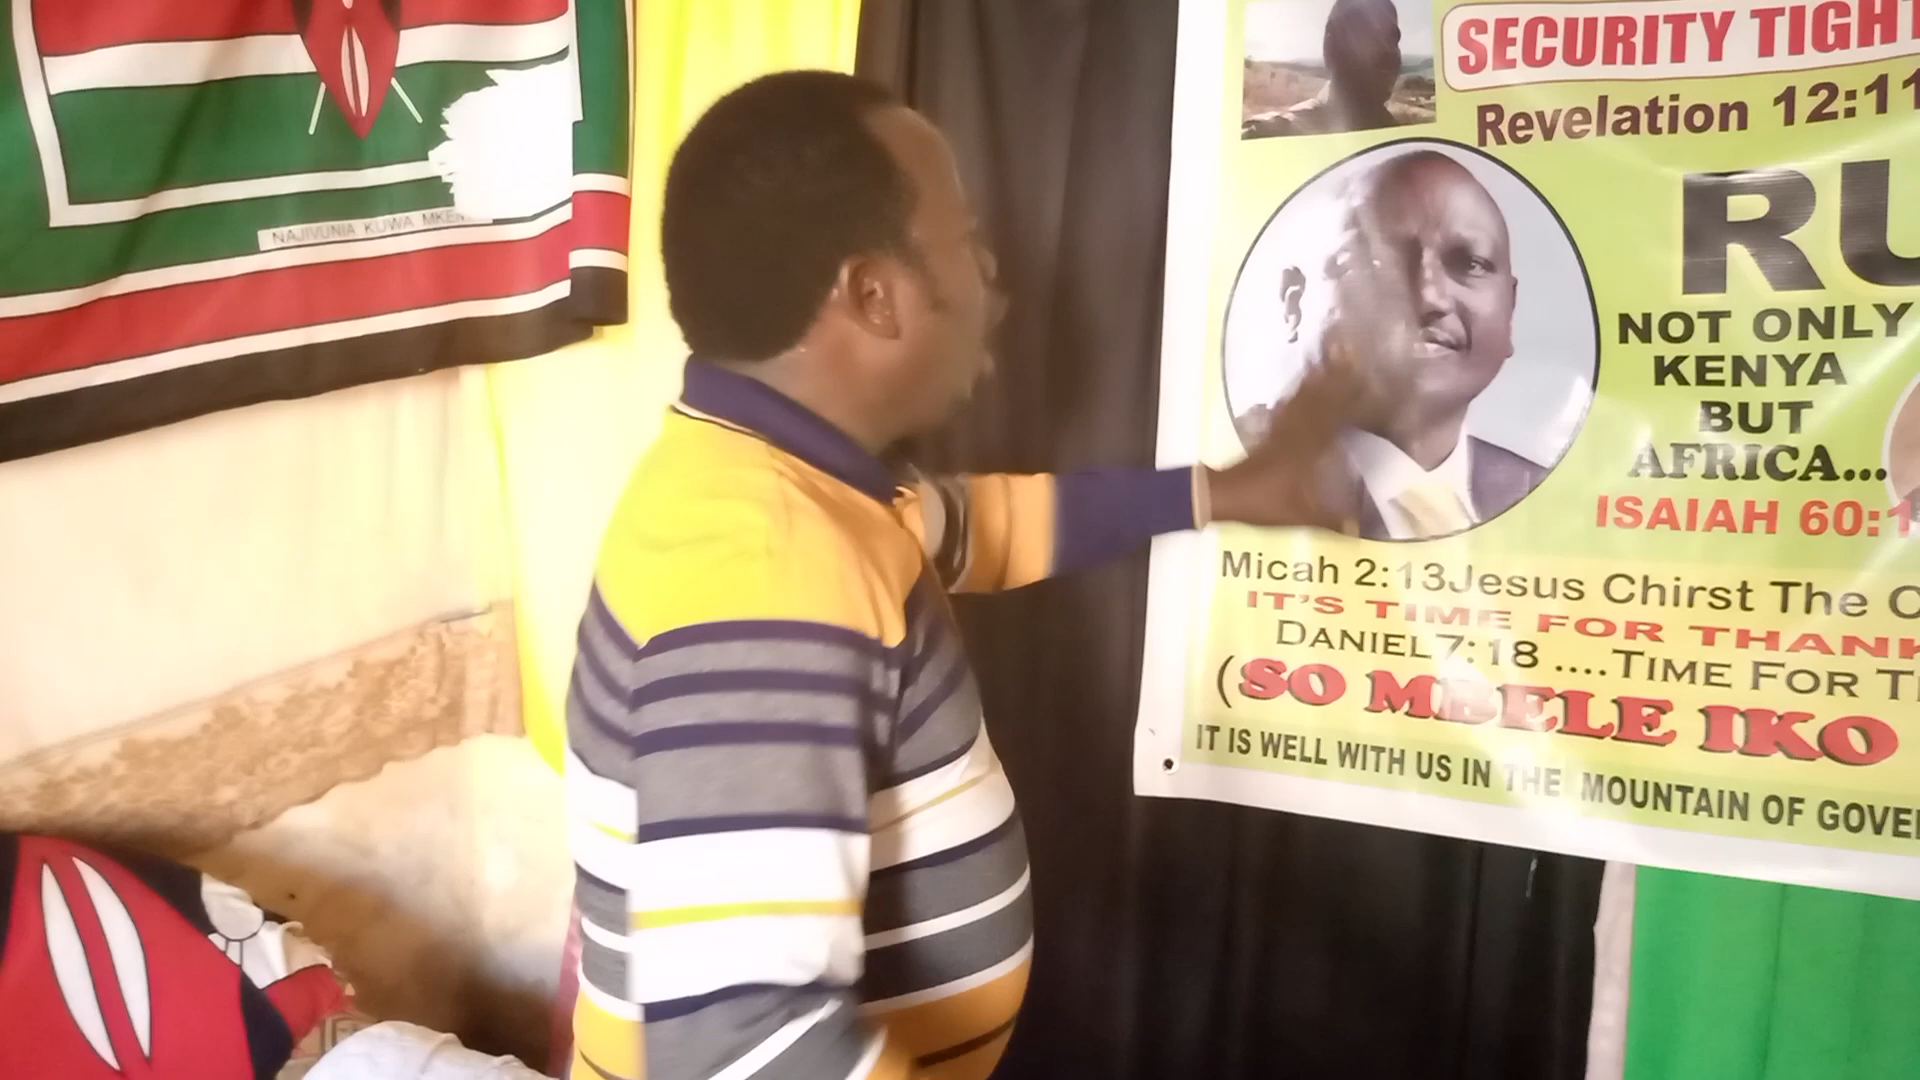 NAJIVUNIA KUWA
SECURITY TIGHT
Revelation 12:11
RU
NOT ONLY
KENYA
BUT
AFRICA...
ISAIAH 60:1
Micah 2:13Jesus Chirst The
IT'S TIME FOR THANK
DANIEL7:18 ....TIME FOR
(SO MBELE IKO
IT IS WELL WITH US IN THE MOUNTAIN OF GOVE